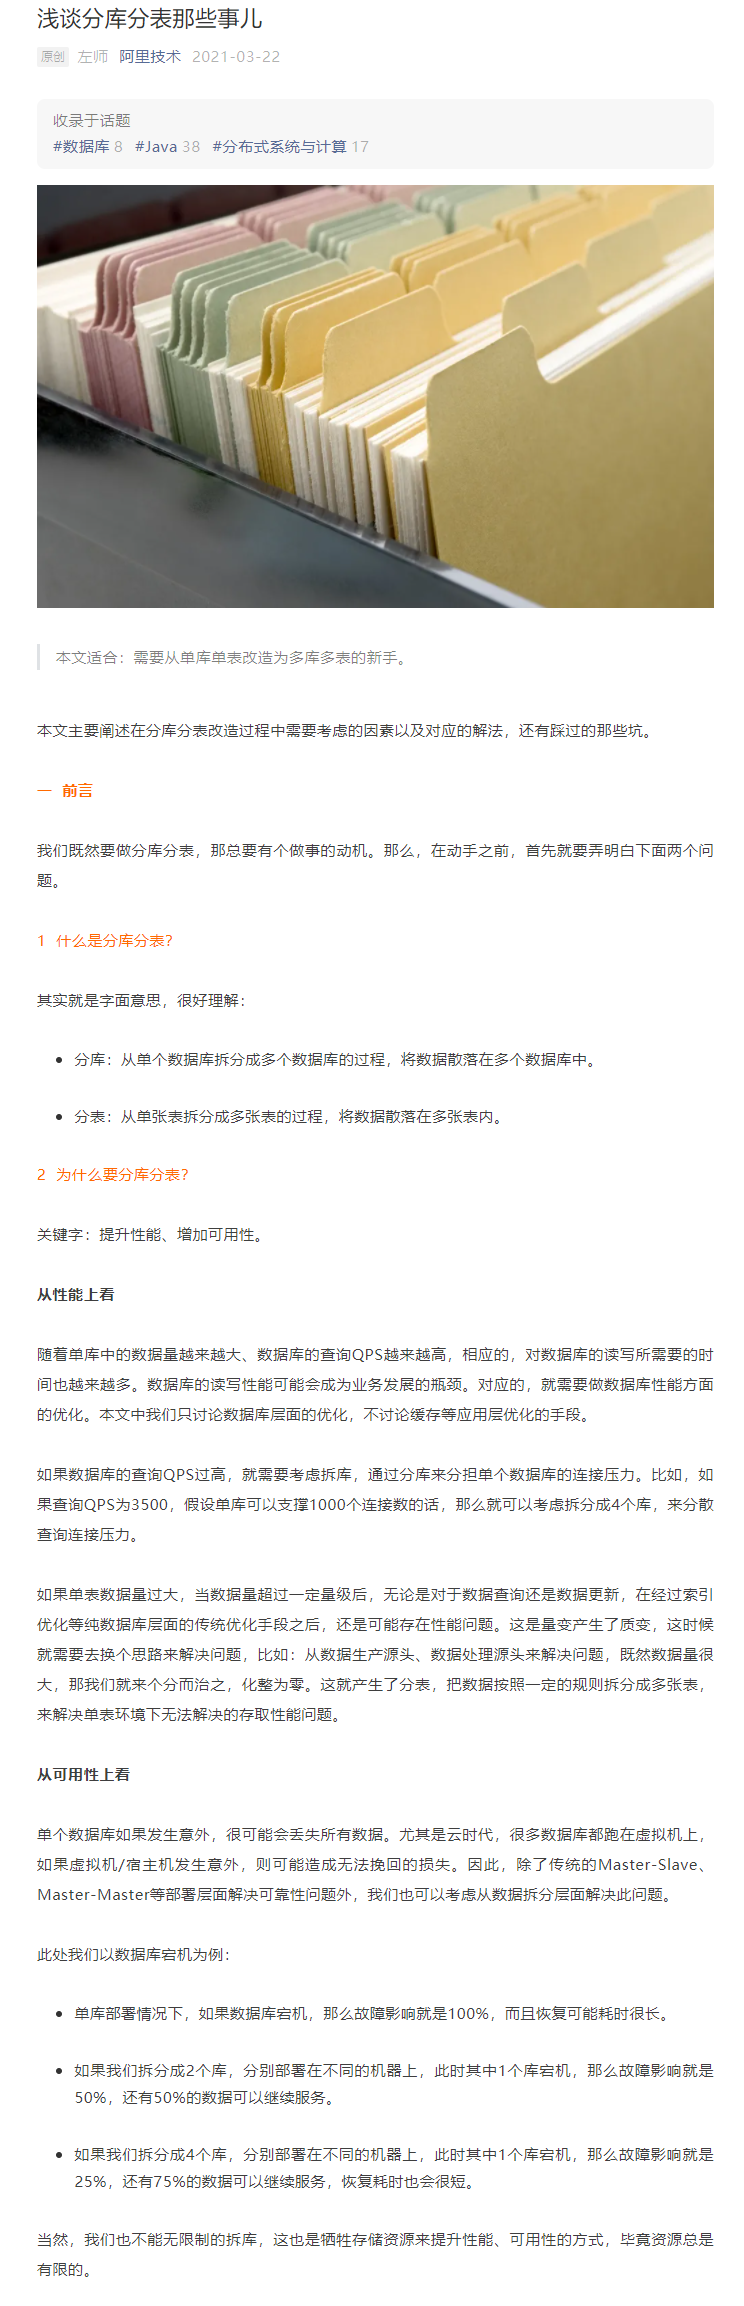 浅谈分库分表那些事儿
原创 左师 阿里技术 2021-03-22
收录于话题
#数据库 8 #Java 38 #分布式系统与计算 17
本文适合：需要从单库单表改造为多库多表的新手。
本文主要阐述在分库分表改造过程中需要考虑的因素以及对应的解法，还有踩过的那些坑。
一 前言
我们既然要做分库分表，那总要有个做事的动机。那么，在动手之前，首先就要弄明白下面两个问
题。
1 什么是分库分表？
其实就是字面意思，很好理解：
• 分库：从单个数据库拆分成多个数据库的过程，将数据散落在多个数据库中。
• 分表：从单张表拆分成多张表的过程，将数据散落在多张表内。
2 为什么要分库分表？
关键字：提升性能、增加可用性。
从性能上看
随着单库中的数据量越来越大、数据库的查询QPS越来越高，相应的，对数据库的读写所需要的时
间也越来越多。数据库的读写性能可能会成为业务发展的瓶颈。对应的，就需要做数据库性能方面
的优化。本文中我们只讨论数据库层面的优化，不讨论缓存等应用层优化的手段。
如果数据库的查询QPS过高，就需要考虑拆库，通过分库来分担单个数据库的连接压力。比如，如
果查询QPS为3500，假设单库可以支撑1000个连接数的话，那么就可以考虑拆分成4个库，来分散
查询连接压力。
如果单表数据量过大，当数据量超过一定量级后，无论是对于数据查询还是数据更新，在经过索引
优化等纯数据库层面的传统优化手段之后，还是可能存在性能问题。这是量变产生了质变，这时候
就需要去换个思路来解决问题，比如：从数据生产源头、数据处理源头来解决问题，既然数据量很
大，那我们就来个分而治之，化整为零。这就产生了分表，把数据按照一定的规则拆分成多张表，
来解决单表环境下无法解决的存取性能问题。
从可用性上看
单个数据库如果发生意外，很可能会丢失所有数据。尤其是云时代，很多数据库都跑在虚拟机上，
如果虚拟机/宿主机发生意外，则可能造成无法挽回的损失。因此，除了传统的Master-Slave、
Master-Master等部署层面解决可靠性问题外，我们也可以考虑从数据拆分层面解决此问题。
此处我们以数据库宕机为例：
• 单库部署情况下，如果数据库宕机，那么故障影响就是100%，而且恢复可能耗时很长。
• 如果我们拆分成2个库，分别部署在不同的机器上，此时其中1个库宕机，那么故障影响就是
50%，还有50%的数据可以继续服务。
• 如果我们拆分成4个库，分别部署在不同的机器上，此时其中1个库宕机，那么故障影响就是
25%，还有75%的数据可以继续服务，恢复耗时也会很短。
当然，我们也不能无限制的拆库，这也是牺牲存储资源来提升性能、可用性的方式，毕竟资源总是
有限的。